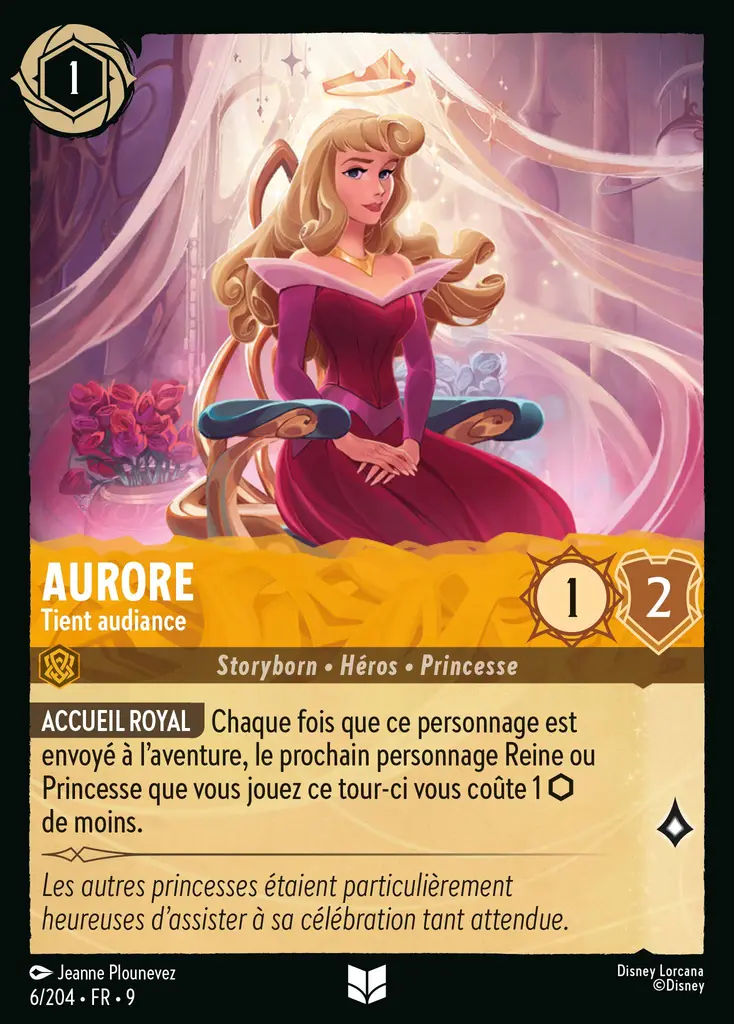 1
AURORE
Tient audiance
1
2
Storyborn • Héros • Princesse
ACCUEIL ROYAL Chaque fois que ce personnage est
envoyé à l'aventure, le prochain personnage Reine ou
Princesse que vous jouez ce tour-ci vous coûte 1
de moins.
Les autres princesses étaient particulièrement
heureuses d'assister à sa célébration tant attendue.
Jeanne Plounevez
6/204 • FR • 9
Disney Lorcana
©Disney